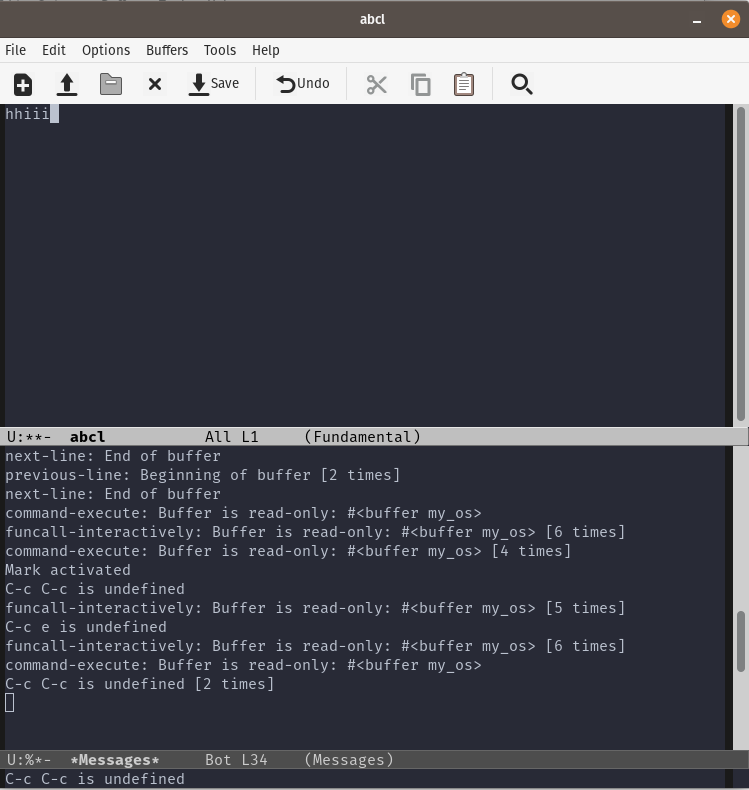 abcl
File Edit Options Buffers Tools Help
Save Undo
hhiii
U:**- abcl All L1 (Fundamental)
next-line: End of buffer
previous-line: Beginning of buffer [2 times]
next-line: End of buffer
command-execute: Buffer is read-only: #<buffer my_os>
funcall-interactively: Buffer is read-only: #<buffer my_os> [6 times]
command-execute: Buffer is read-only: #<buffer my_os> [4 times]
Mark activated
C-c C-c is undefined
funcall-interactively: Buffer is read-only: #<buffer my_os> [5 times]
C-c e is undefined
funcall-interactively: Buffer is read-only: #<buffer my_os> [6 times]
command-execute: Buffer is read-only: #<buffer my_os>
C-c C-c is undefined [2 times]
U:%*- *Messages* Bot L34 (Messages)
C-c C-c is undefined